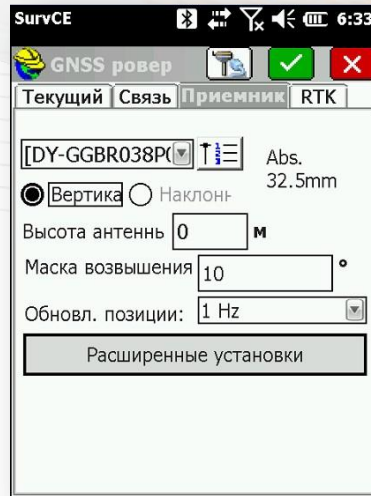 SurvCE 6:33
GNSS ровер
Текущий Связь Приемник RTK
[DY-GGBR038P( Abs.
32.5mm
Вертика Наклонн
Высота антеннь 0 м
Маска возвышения 10 °
Обновл. позиции: 1 Hz
Расширенные установки